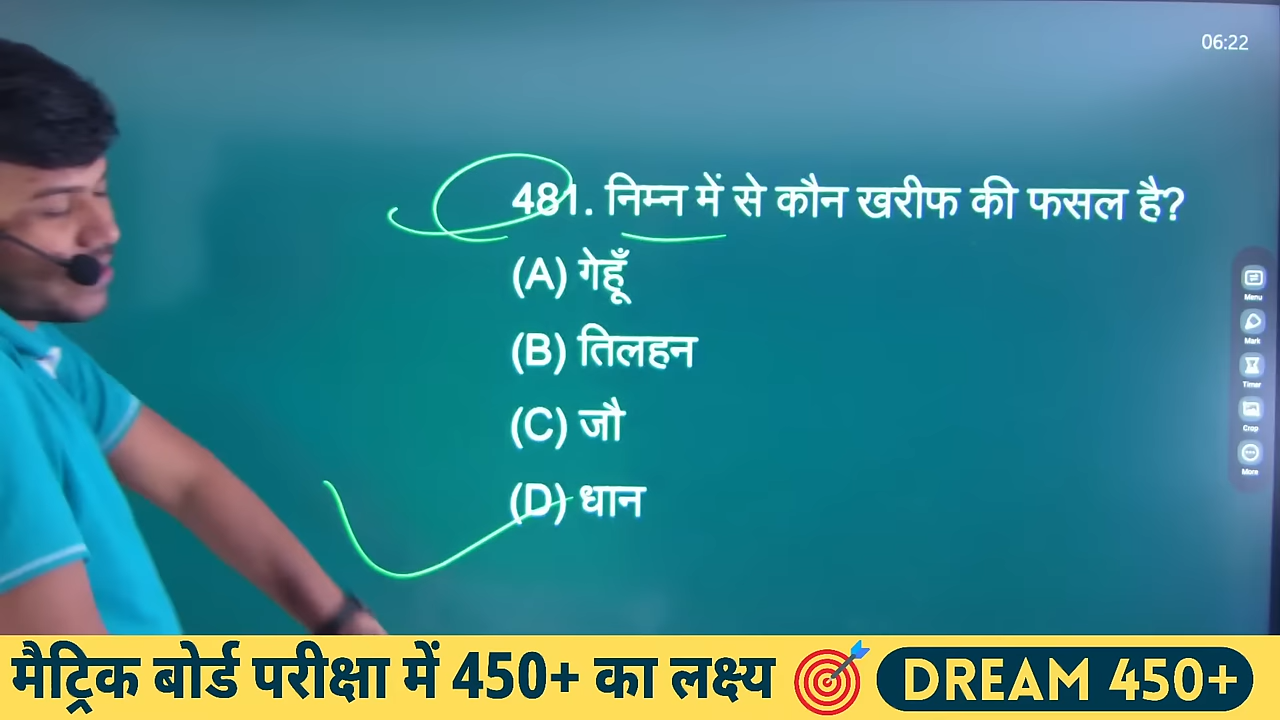 06:22
481. निम्न में से कौन खरीफ की फसल है?
(A) गेहूँ
(B) तिलहन
(C) जौ
(D) धान
Menu
Mark
Timer
Crop
More
मैट्रिक बोर्ड परीक्षा में 450+ का लक्ष्य DREAM 450+